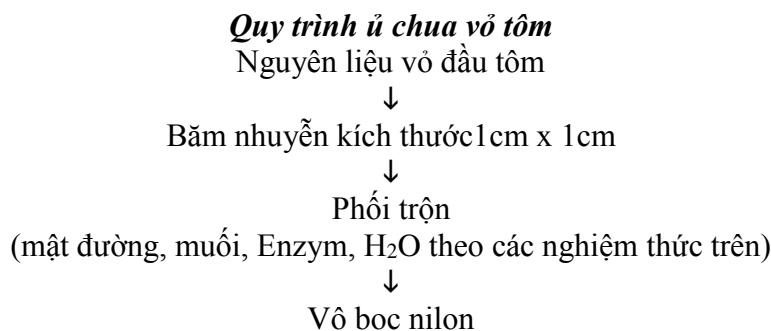 Quy trình ủ chua vỏ tôm
Nguyên liệu vỏ đầu tôm
↓
Băm nhuyễn kích thước1cm x 1cm
↓
Phối trộn
(mật đường, muối, Enzym, H₂O theo các nghiệm thức trên)
↓
Vô bọc nilon